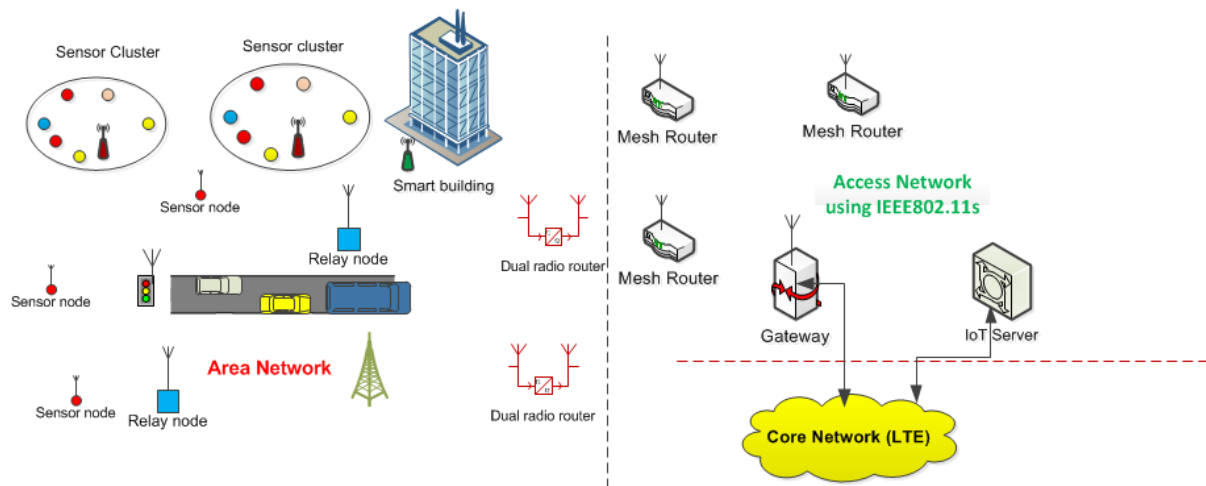 Sensor Cluster
Sensor cluster
Smart building
Sensor node
Relay node
Dual radio router
Sensor node
Area Network
Sensor node
Relay node
Dual radio router
Mesh Router
Mesh Router
Access Network
using IEEE802.11s
Mesh Router
Gateway
IoT Server
Core Network (LTE)